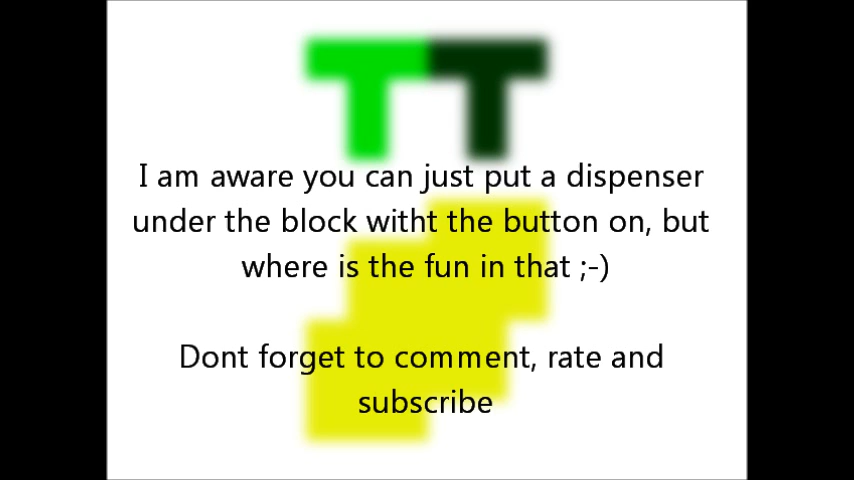 TT
I am aware you can just put a dispenser
under the block witht the button on, but
where is the fun in that ;-)
Dont forget to comment, rate and
subscribe